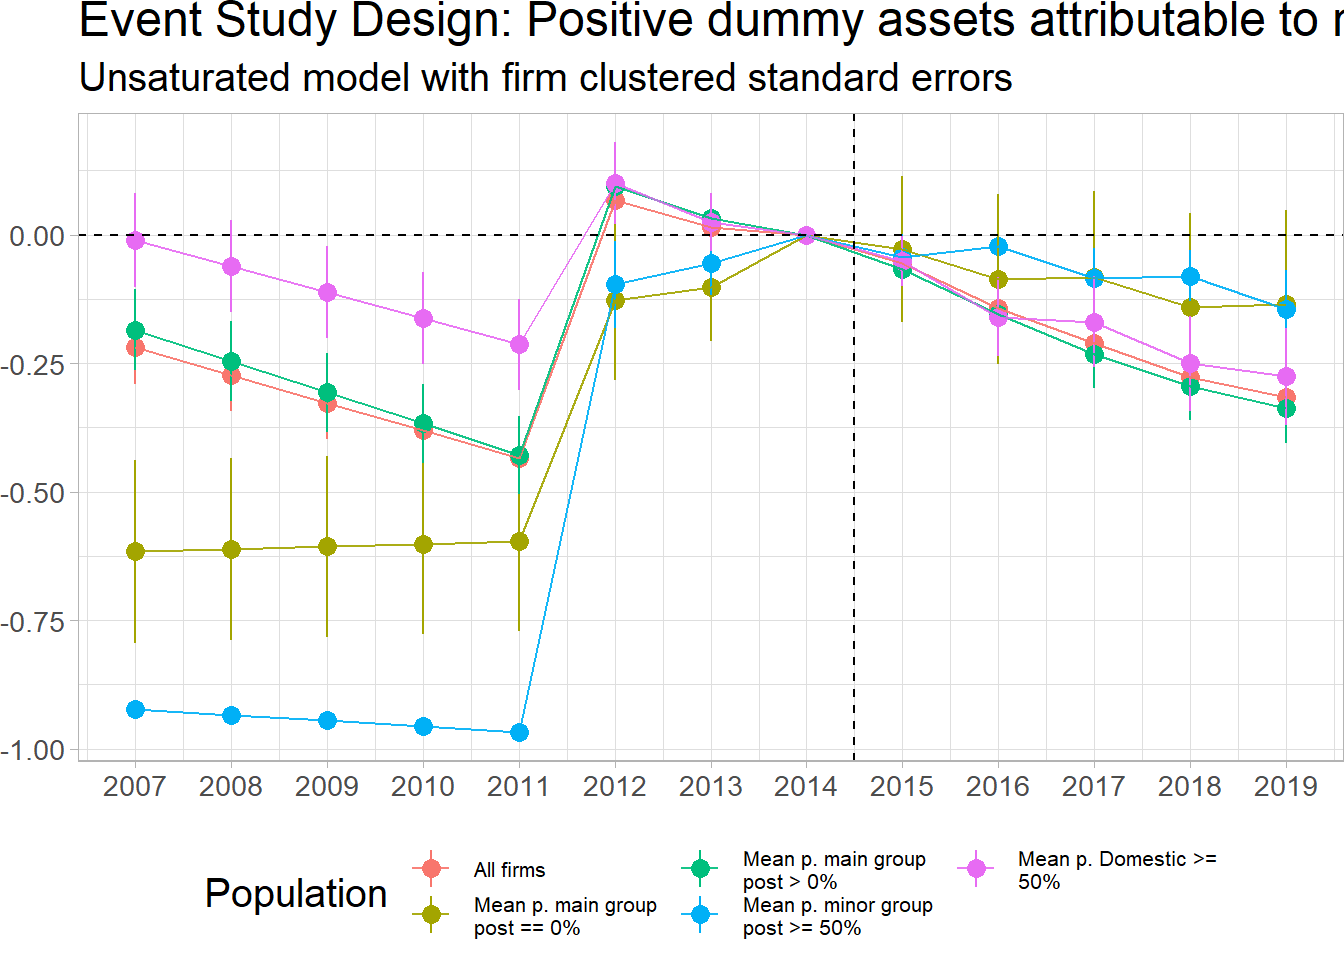 Event Study Design: Positive dummy assets attributable to
Unsaturated model with firm clustered standard errors
0.00
-0.25
-0.50
-0.75
-1.00
2007 2008 2009 2010 2011 2012 2013 2014 2015 2016 2017 2018 2019
Population
All firms
Mean p. main group
post == 0%
Mean p. main group
post > 0%
Mean p. minor group
post >= 50%
Mean p. Domestic >=
50%